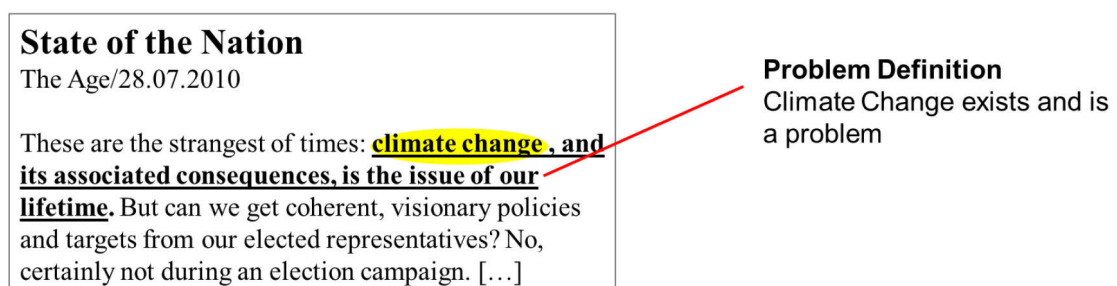 State of the Nation
The Age/28.07.2010
These are the strangest of times: climate change , and
its associated consequences, is the issue of our
lifetime. But can we get coherent, visionary policies
and targets from our elected representatives? No,
certainly not during an election campaign. […]
Problem Definition
Climate Change exists and is
a problem